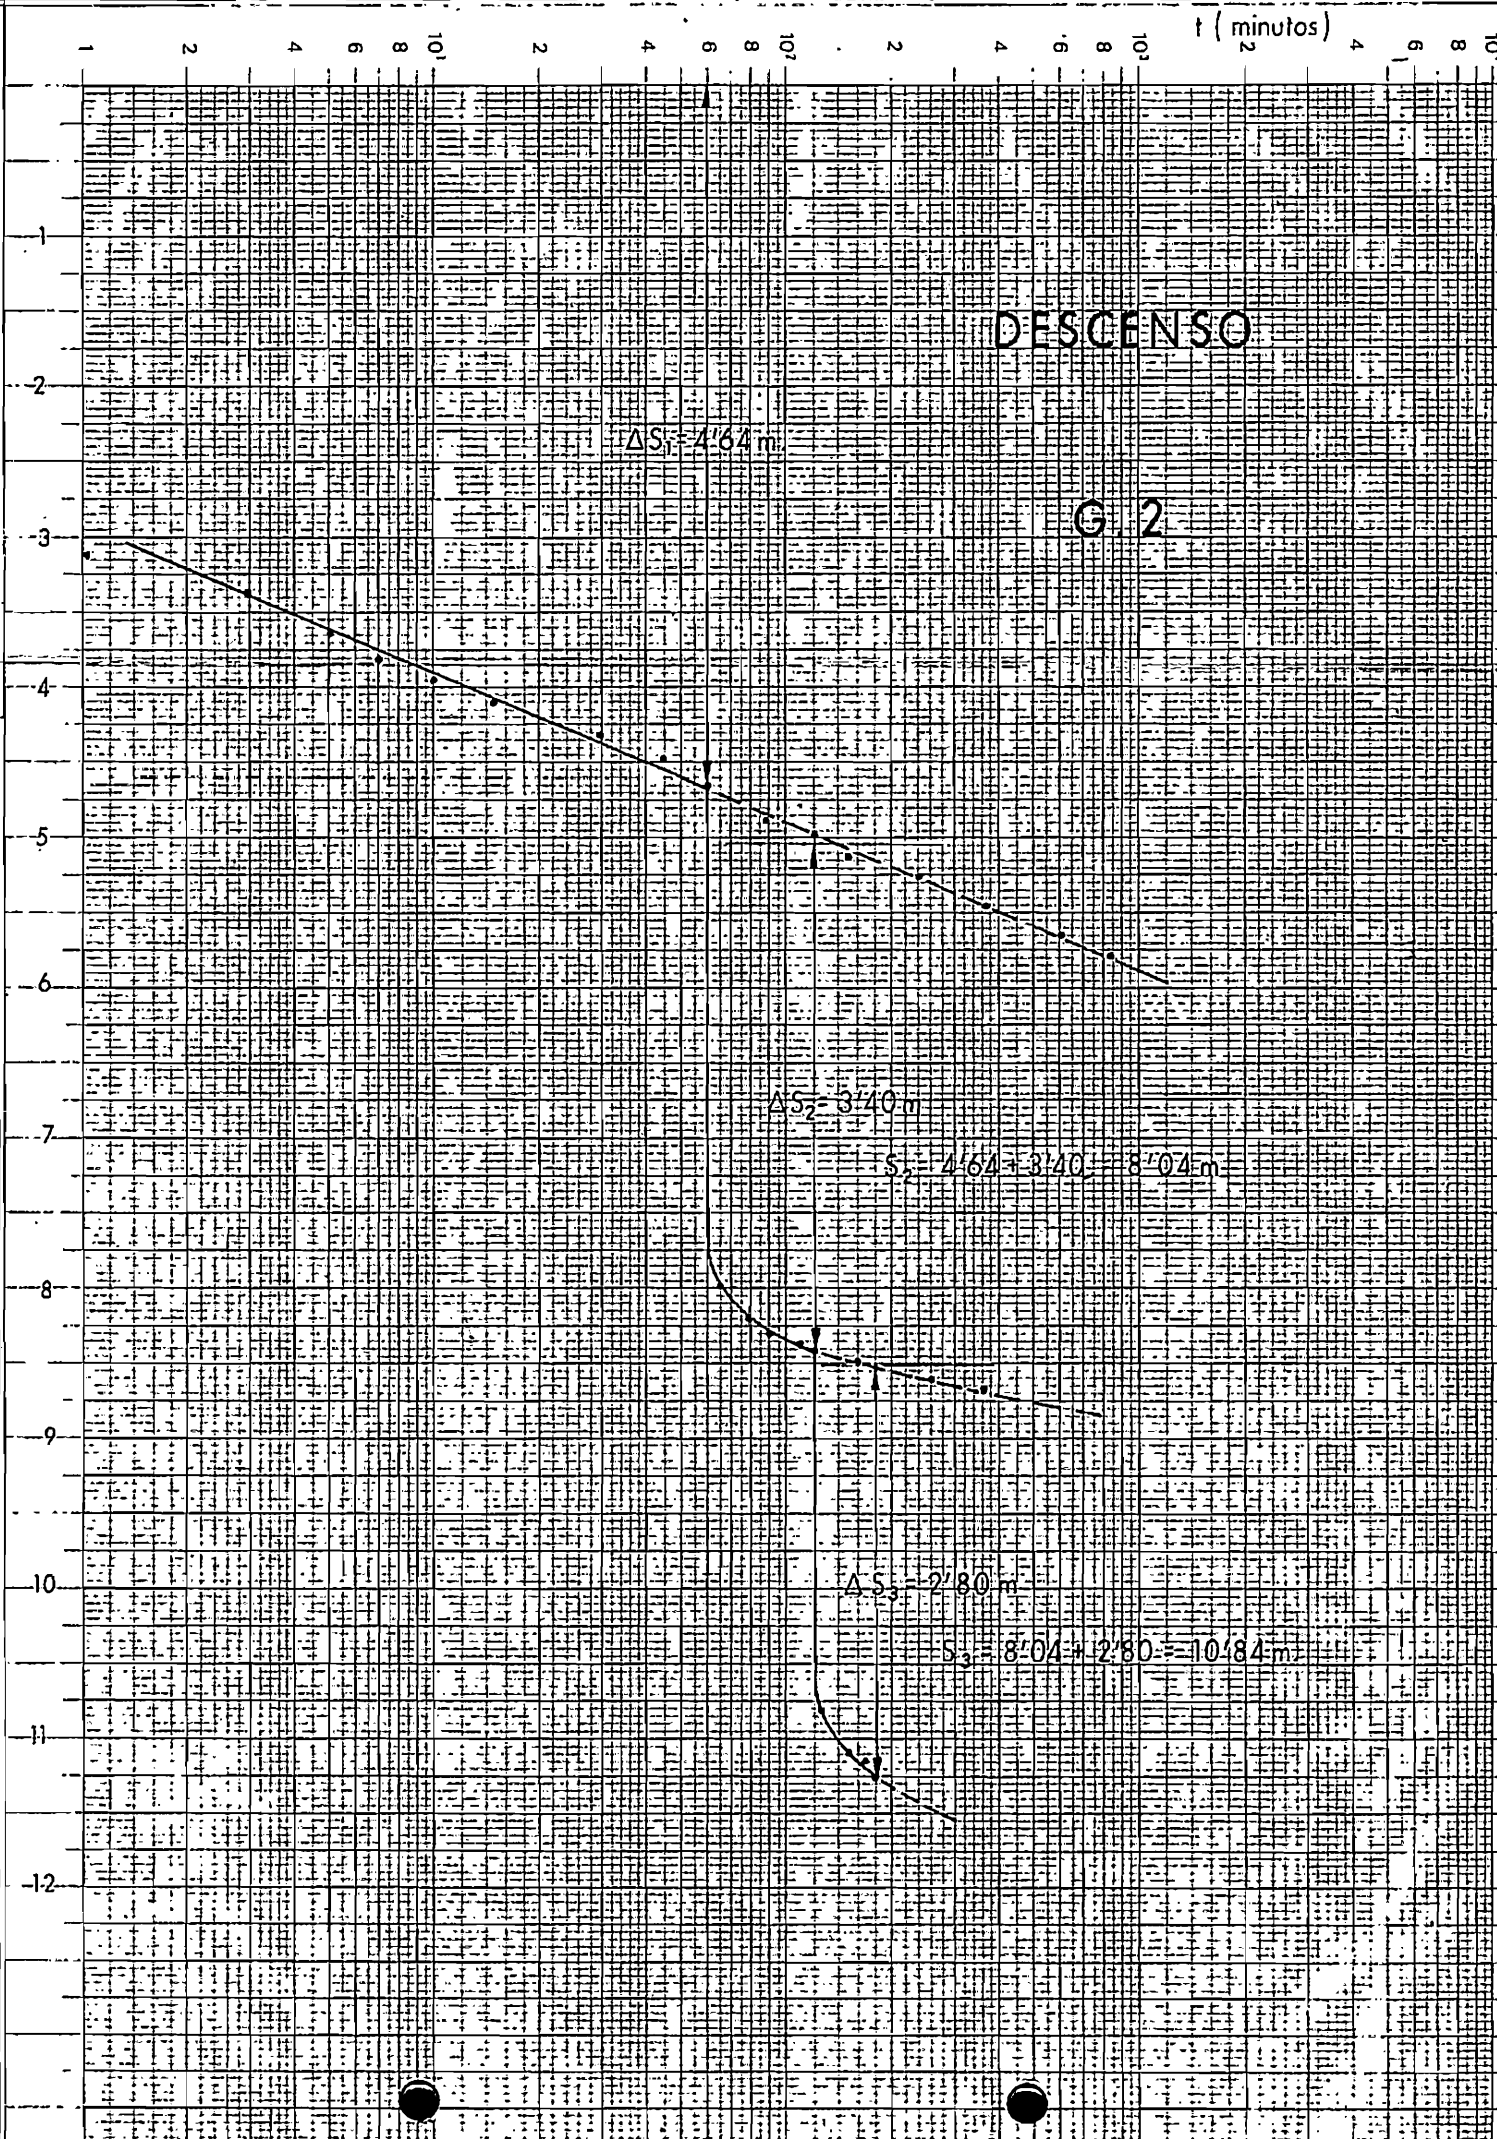 t ( minutos )
1 2 4 6 8 10¹ 2 4 6 8 10² 2 4 6 8 10³ 2 4 6 8 10
1
DESCENSO
2
ΔS₁= 4'64 m
G. 2
3
4
5
6
ΔS₂= 3'40 m
7
S₂= 4'64 + 3'40 = 8'04 m
8
9
10
ΔS₃= 2'80 m
S₃= 8'04 + 2'80 = 10'84 m
11
12